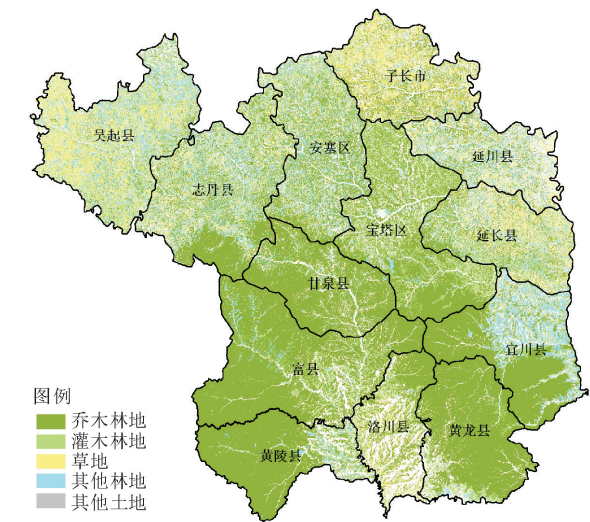 子长市
吴起县
安塞区
延川县
志丹县
宝塔区
延长县
甘泉县
宜川县
富县
洛川县
黄龙县
黄陵县
图例
乔木林地
灌木林地
草地
其他林地
其他土地